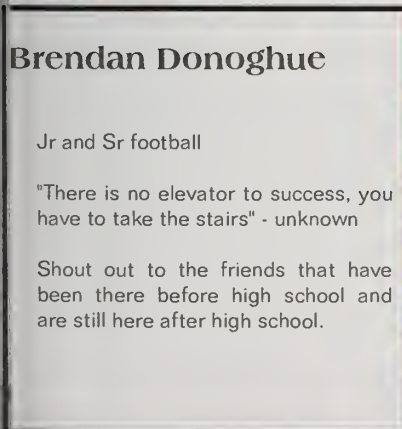 Brendan Donoghue
Jr and Sr football
"There is no elevator to success, you
have to take the stairs" - unknown
Shout out to the friends that have
been there before high school and
are still here after high school.